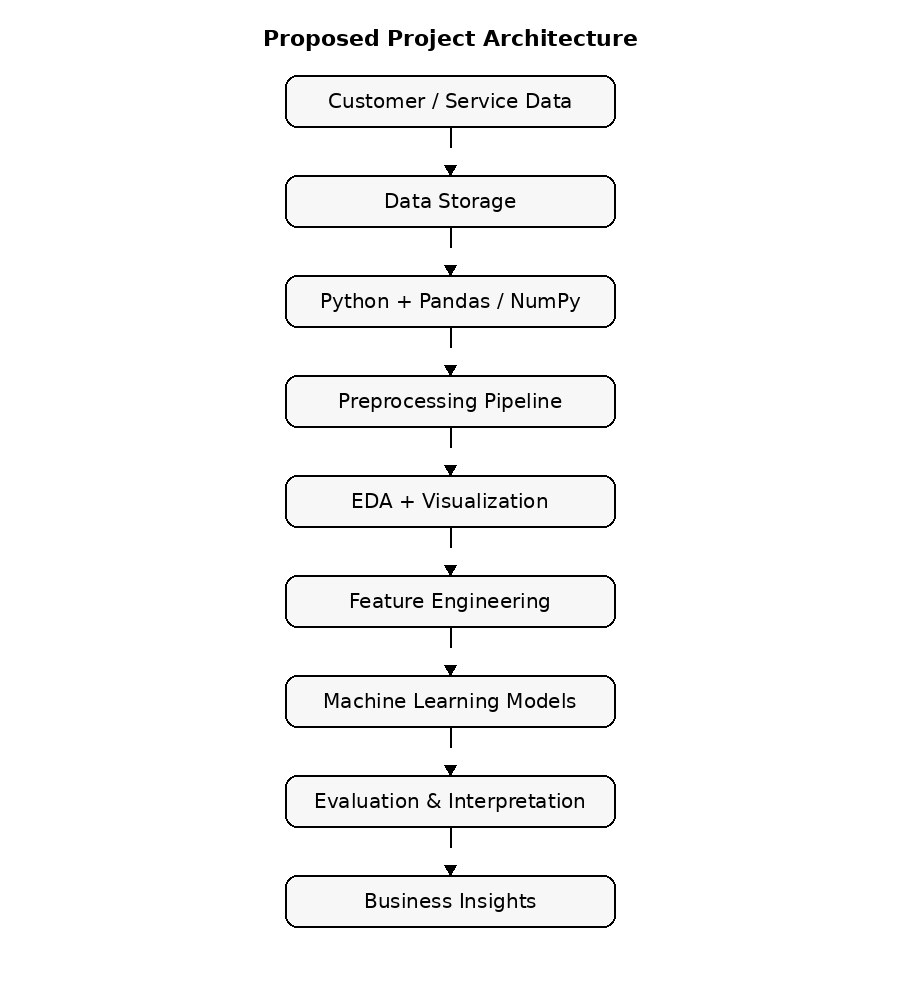 Proposed Project Architecture
Customer / Service Data
Data Storage
Python + Pandas / NumPy
Preprocessing Pipeline
EDA + Visualization
Feature Engineering
Machine Learning Models
Evaluation & Interpretation
Business Insights